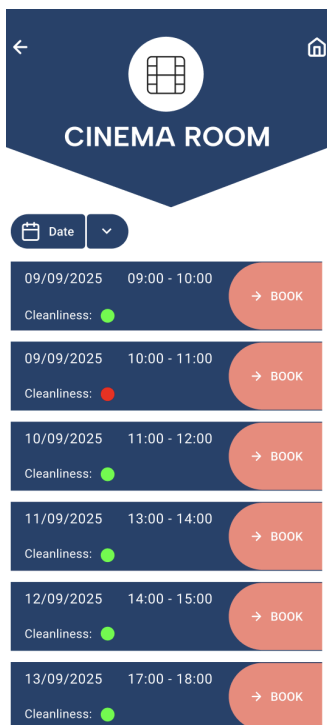 CINEMA ROOM
Date
09/09/2025 09:00 - 10:00
→ BOOK
Cleanliness:
09/09/2025 10:00 - 11:00
→ BOOK
Cleanliness:
10/09/2025 11:00 - 12:00
→ BOOK
Cleanliness:
11/09/2025 13:00 - 14:00
→ BOOK
Cleanliness:
12/09/2025 14:00 - 15:00
→ BOOK
Cleanliness:
13/09/2025 17:00 - 18:00
→ BOOK
Cleanliness: